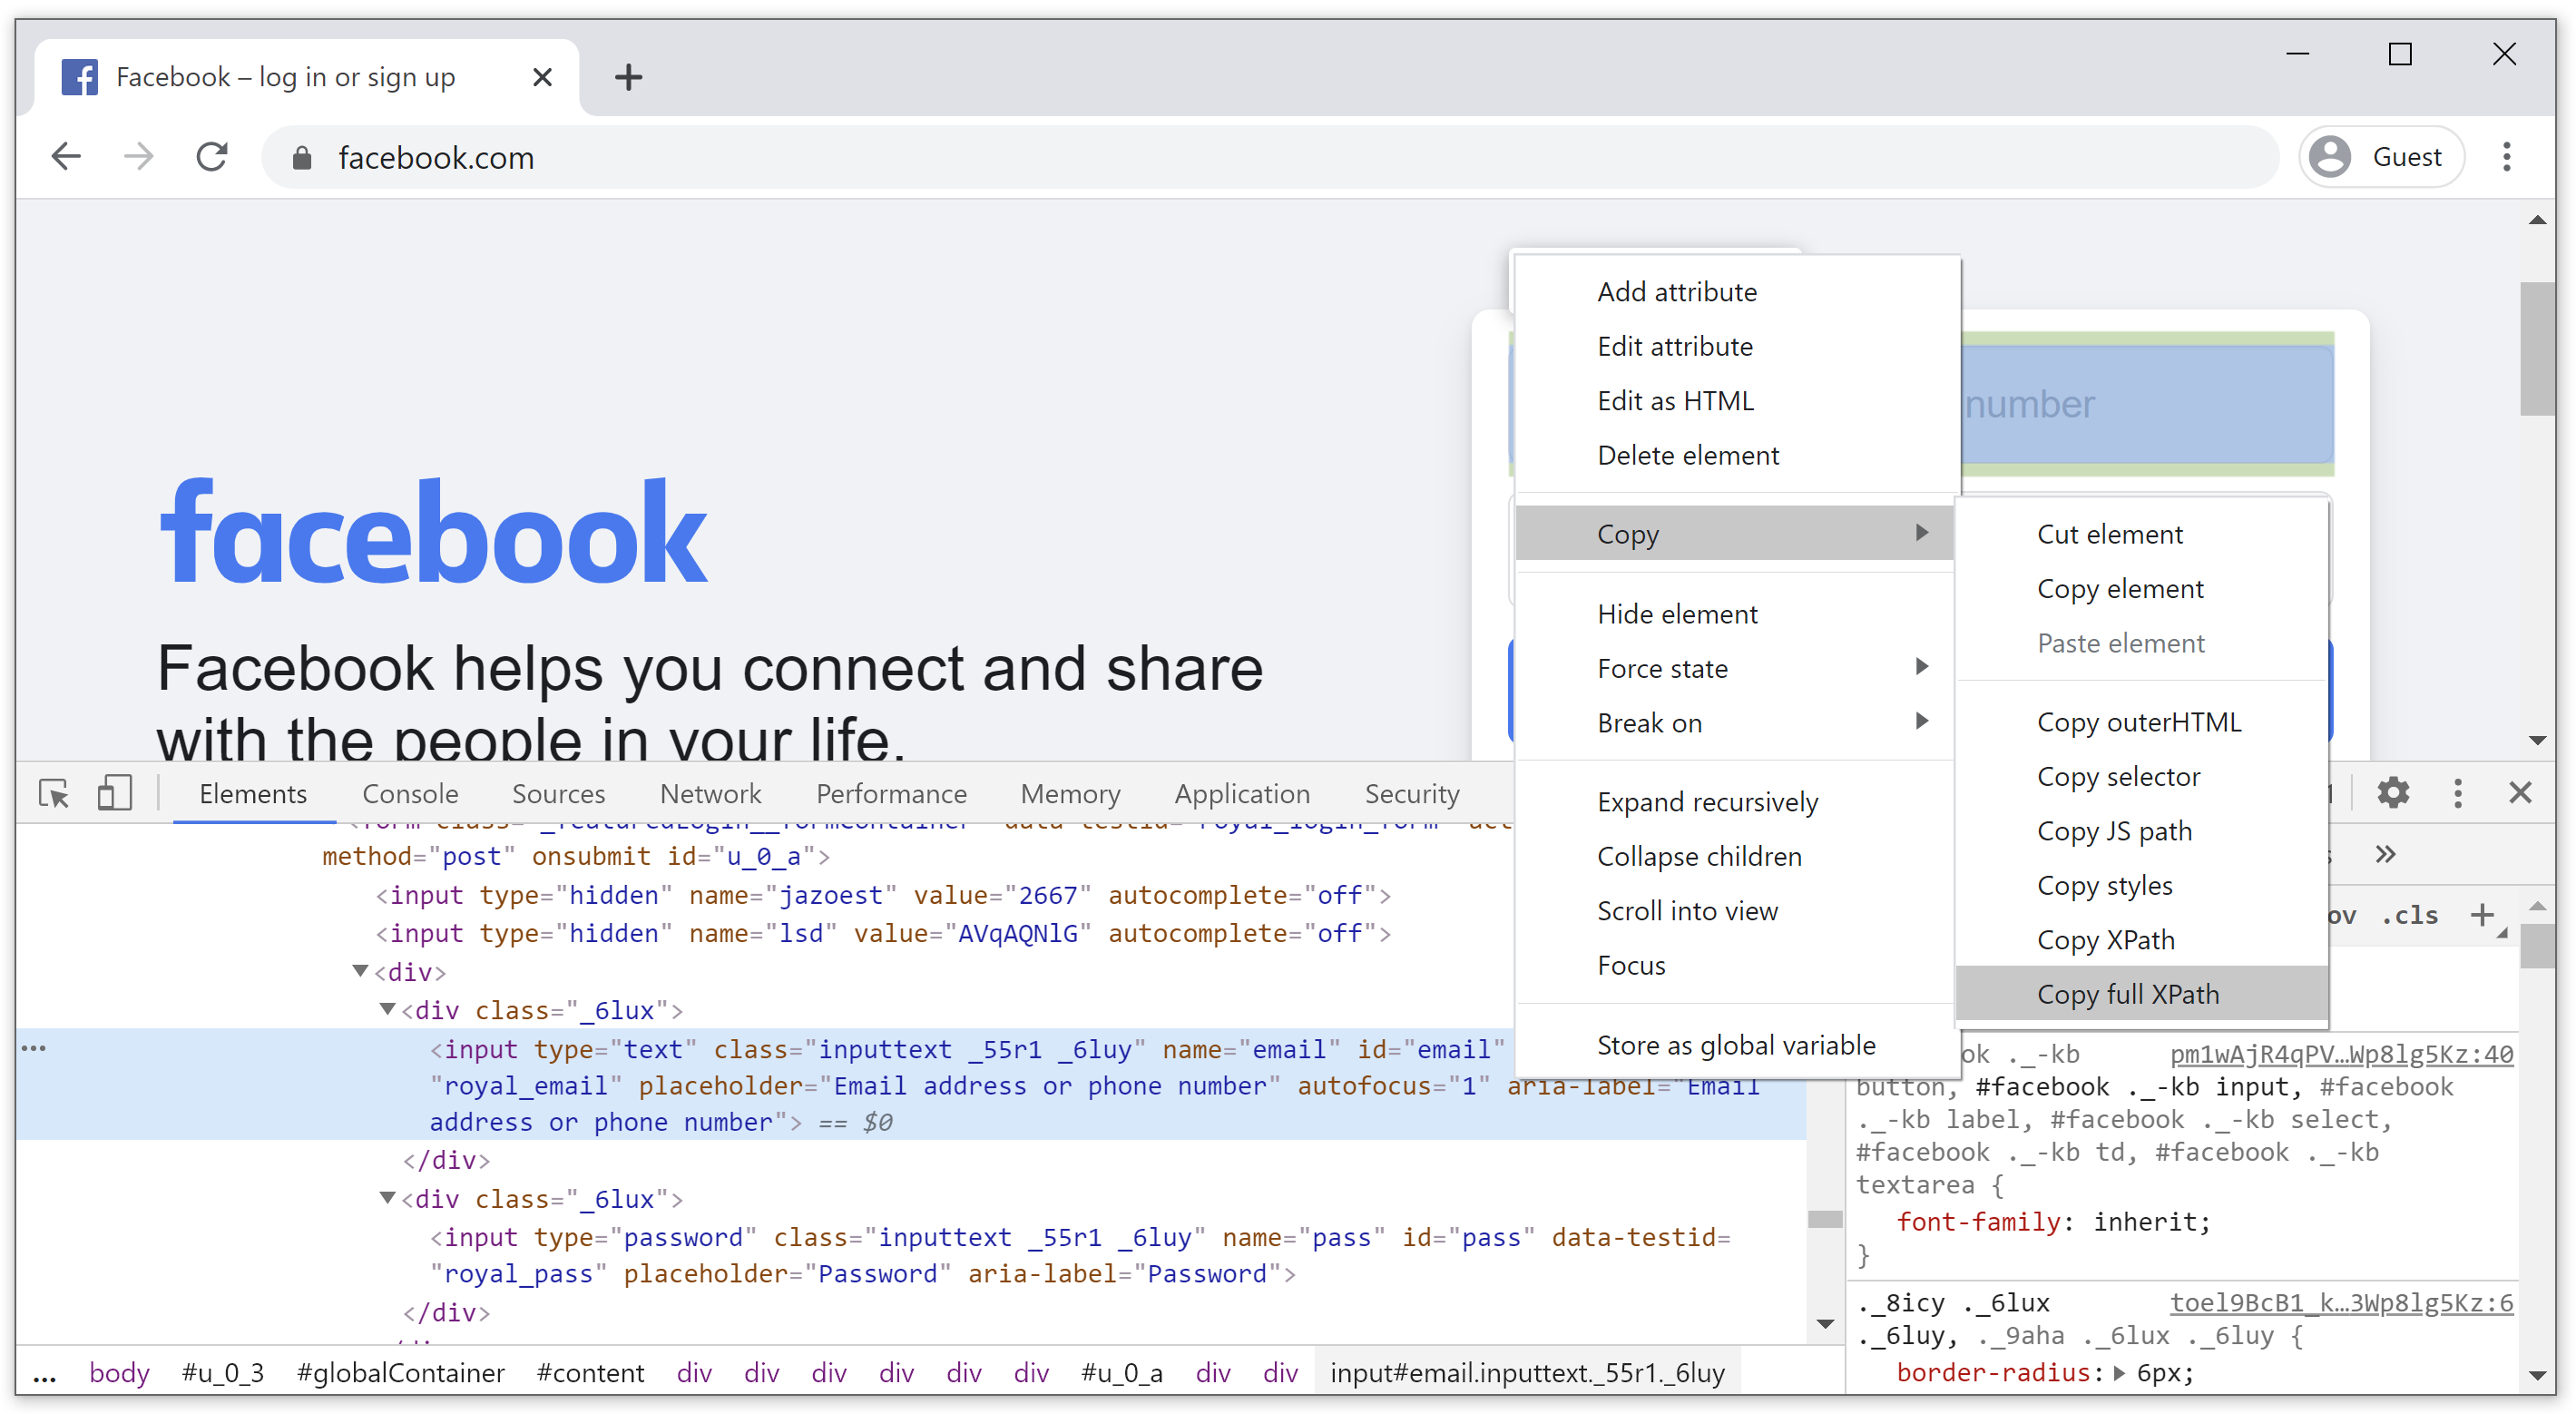 Facebook – log in or sign up
facebook.com
Guest
number
facebook
Facebook helps you connect and share
with the people in your life.
Add attribute
Edit attribute
Edit as HTML
Delete element
Copy
Hide element
Force state
Break on
Expand recursively
Collapse children
Scroll into view
Focus
Store as global variable
Cut element
Copy element
Paste element
Copy outerHTML
Copy selector
Copy JS path
Copy styles
Copy XPath
Copy full XPath
Elements Console Sources Network Performance Memory Application Security
method="post" onsubmit id="u_0_a">
<input type="hidden" name="jazoest" value="2667" autocomplete="off">
<input type="hidden" name="lsd" value="AVqAQNlG" autocomplete="off">
<div>
<div class="_6lux">
<input type="text" class="inputtext _55r1 _6luy" name="email" id="email"
"royal_email" placeholder="Email address or phone number" autofocus="1" aria-label="Email
address or phone number"> == $0
</div>
<div class="_6lux">
<input type="password" class="inputtext _55r1 _6luy" name="pass" id="pass" data-testid=
"royal_pass" placeholder="Password" aria-label="Password">
</div>
... body #u_0_3 #globalContainer #content div div div div div div #u_0_a div div input#email.inputtext._55r1._6luy
.cls
ok ._-kb pm1wAjR4qPV…Wp8lg5Kz:40
button, #facebook ._-kb input, #facebook
._-kb label, #facebook ._-kb select,
#facebook ._-kb td, #facebook ._-kb
textarea {
font-family: inherit;
}
._8icy ._6lux toel9BcB1_k…3Wp8lg5Kz:6
._6luy, ._9aha ._6lux ._6luy {
border-radius: 6px;